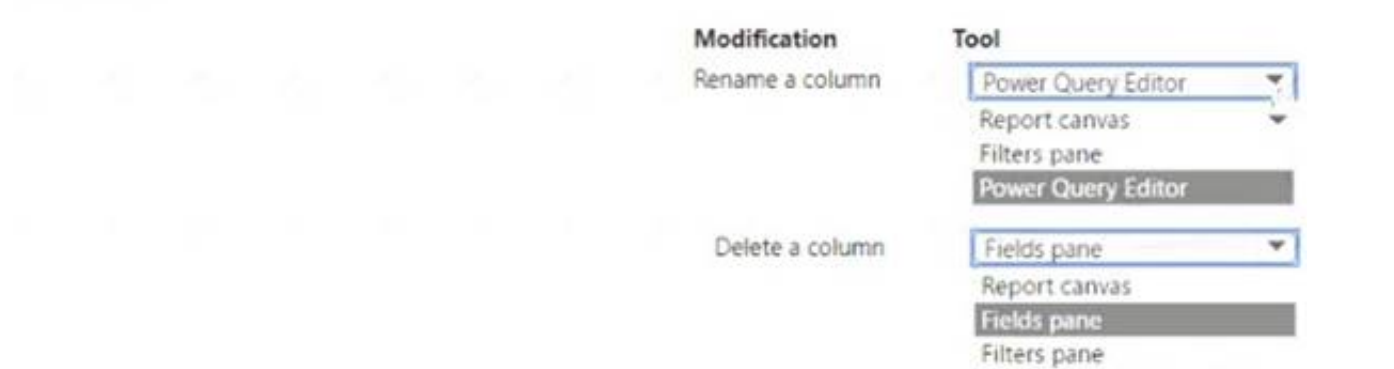 Modification Tool
Rename a column Power Query Editor
Report canvas
Filters pane
Power Query Editor
Delete a column Fields pane
Report canvas
Fields pane
Filters pane